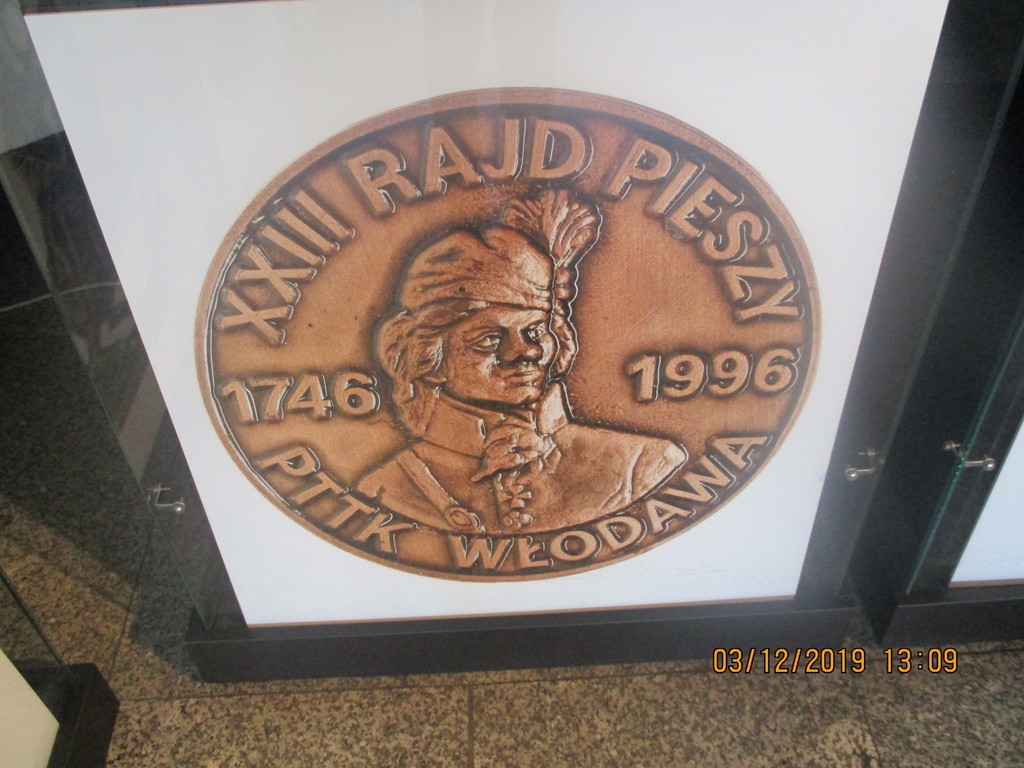 XXIII RAJD PIESZY
1746 1996
PTTK WŁODAWA
03/12/2019 13:09